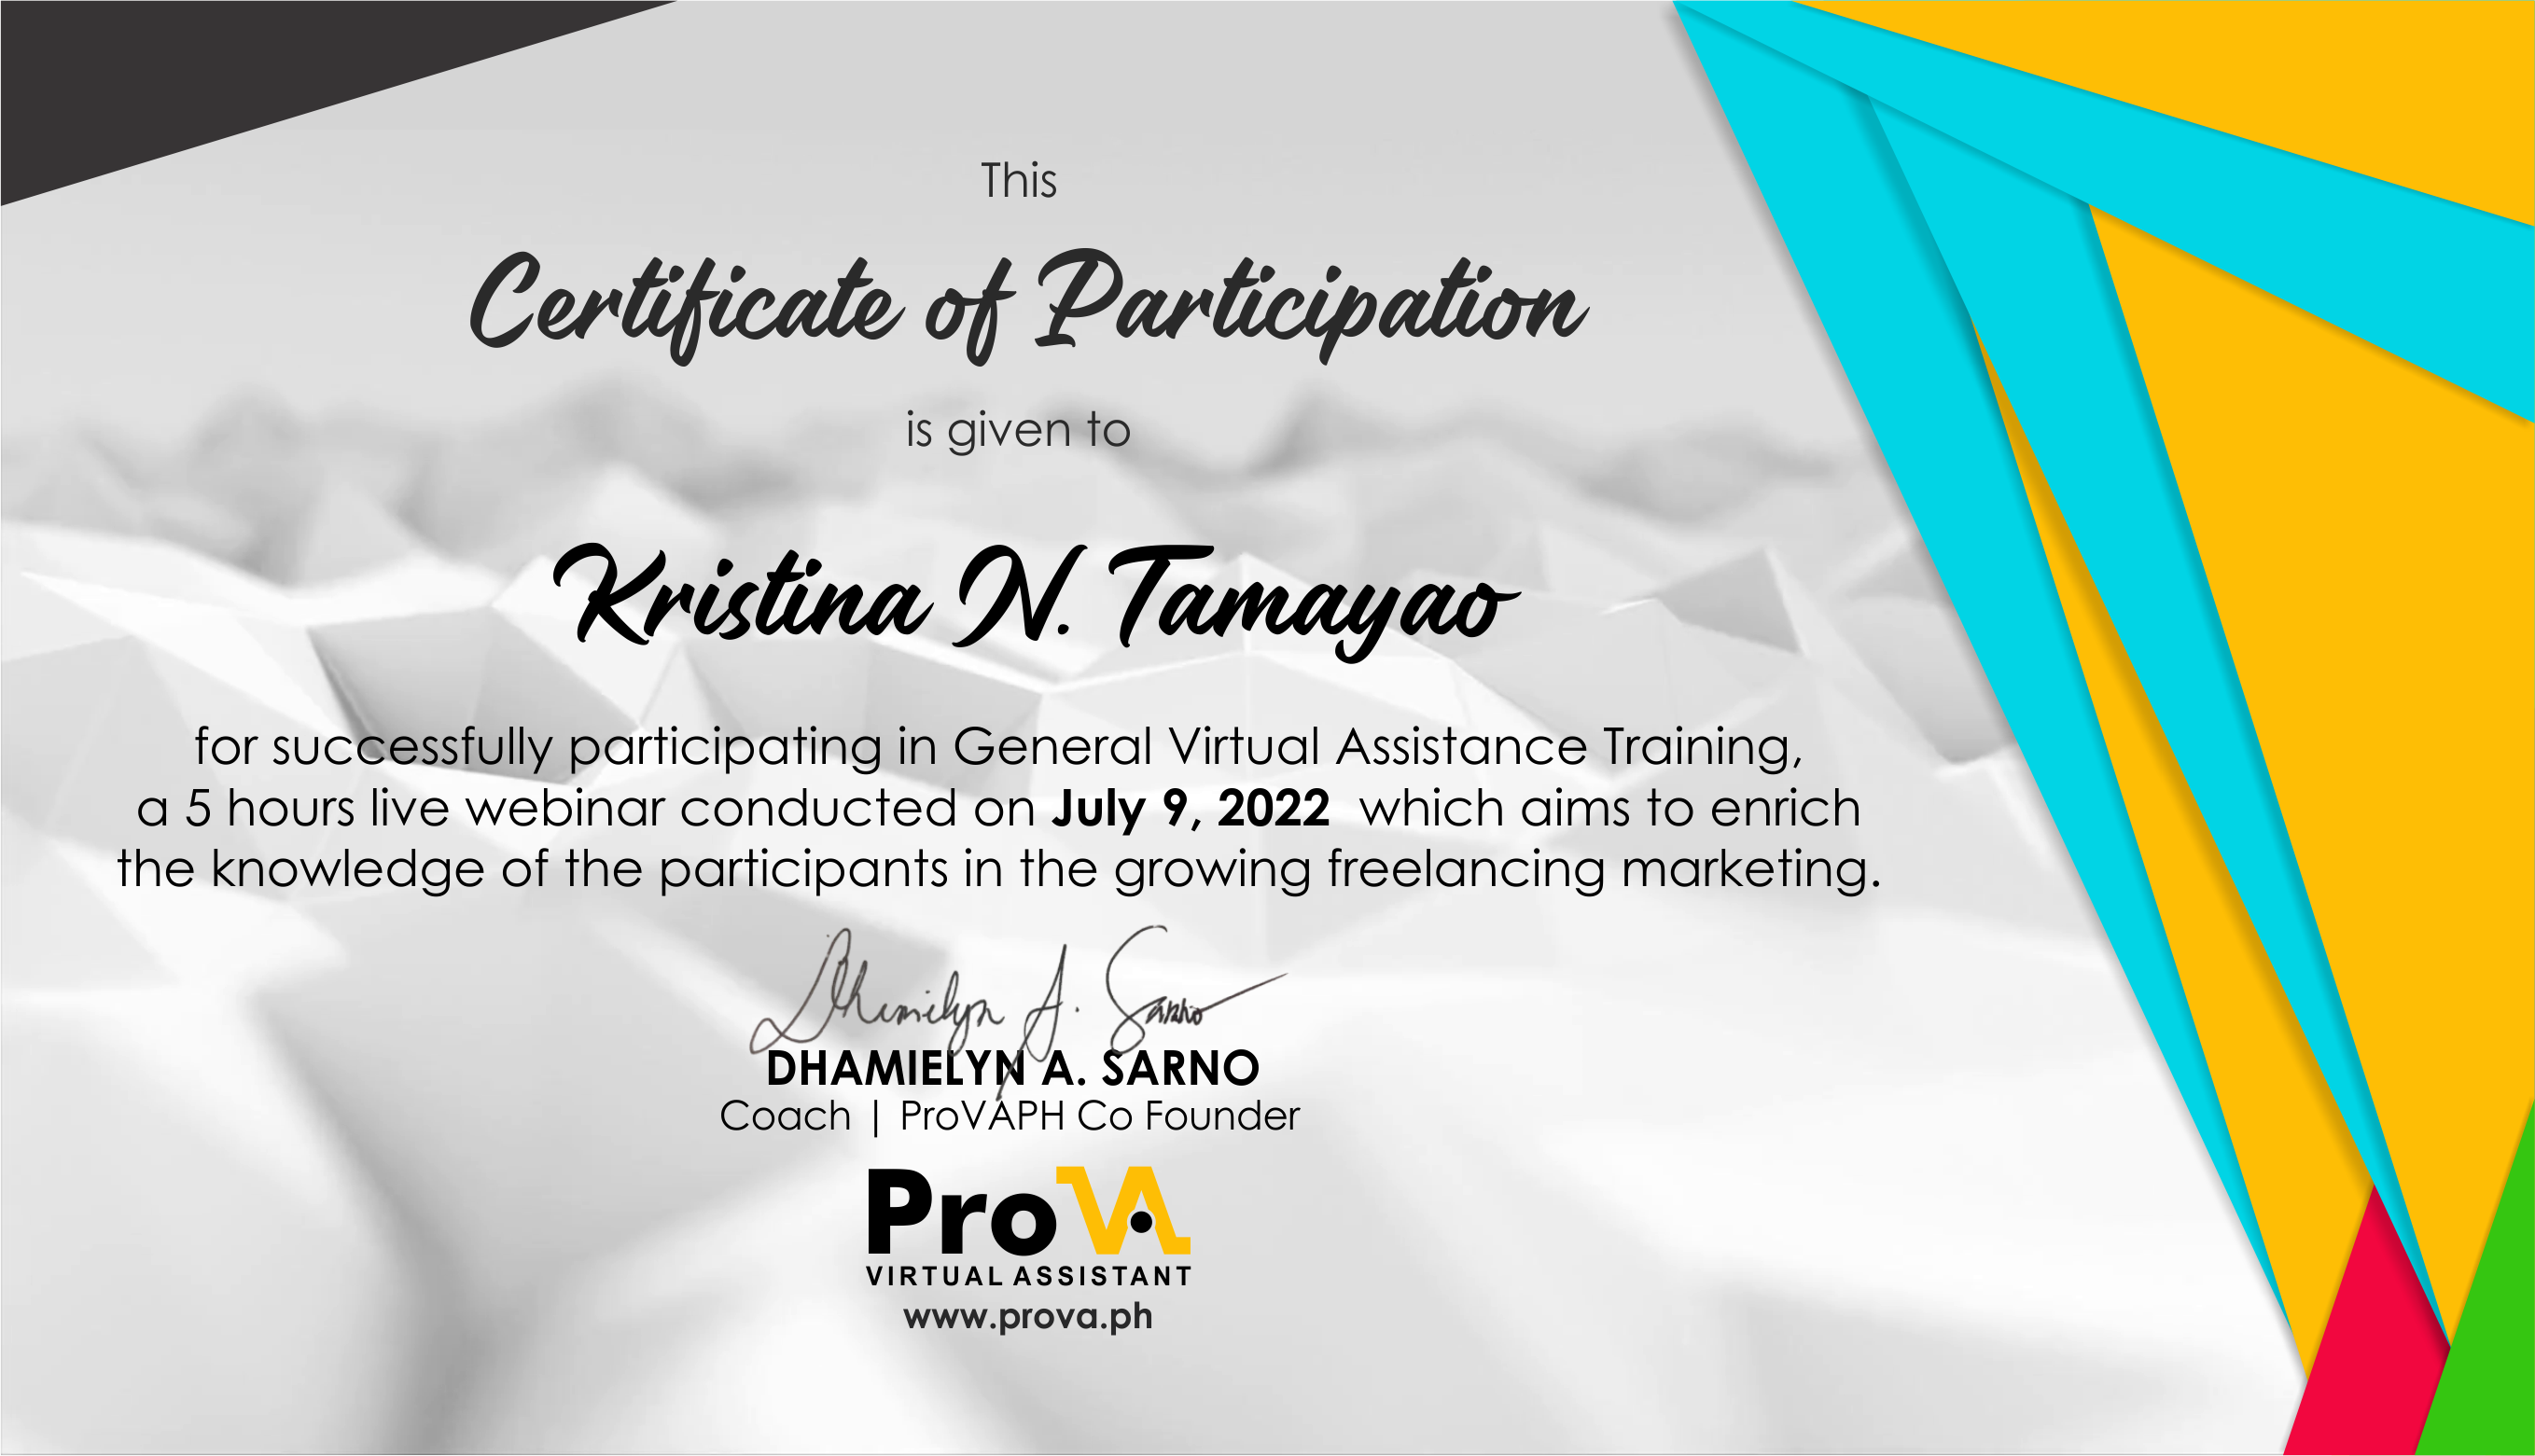 This
Certificate of Participation
is given to
Kristina N. Tamayao
for successfully participating in General Virtual Assistance Training,
a 5 hours live webinar conducted on July 9, 2022 which aims to enrich
the knowledge of the participants in the growing freelancing marketing.
Dhamielyn A. Sarno
DHAMIELYN A. SARNO
Coach | ProVAPH Co Founder
ProVA
VIRTUAL ASSISTANT
www.prova.ph